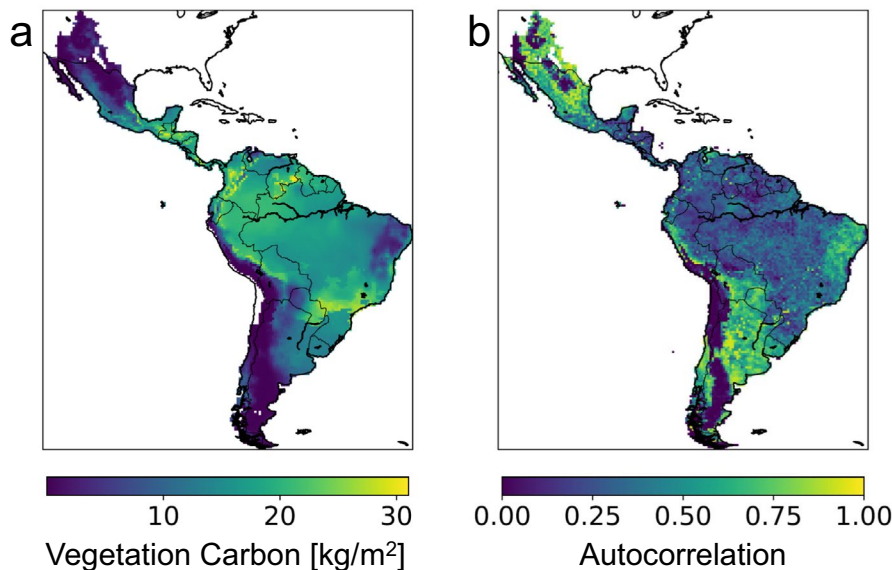 a
b
10 20 30
0.00 0.25 0.50 0.75 1.00
Vegetation Carbon [kg/m²]
Autocorrelation